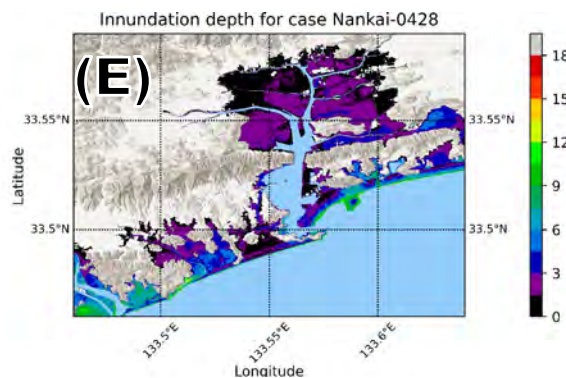 Innundation depth for case Nankai-0428
(E)
33.55°N
33.5°N
33.55°N
33.5°N
Latitude
133.5°E
133.55°E
133.6°E
Longitude
18
15
12
9
6
3
0